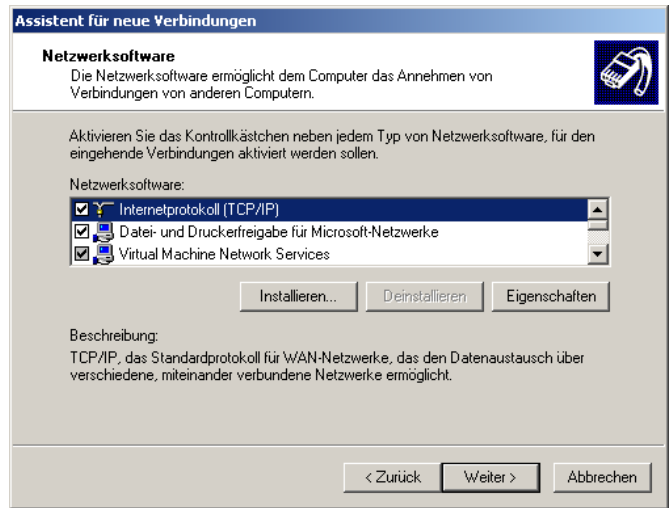 Assistent für neue Verbindungen
Netzwerksoftware
Die Netzwerksoftware ermöglicht dem Computer das Annehmen von
Verbindungen von anderen Computern.
Aktivieren Sie das Kontrollkästchen neben jedem Typ von Netzwerksoftware, für den
eingehende Verbindungen aktiviert werden sollen.
Netzwerksoftware:
Internetprotokoll (TCP/IP)
Datei- und Druckerfreigabe für Microsoft-Netzwerke
Virtual Machine Network Services
Installieren... Deinstallieren Eigenschaften
Beschreibung:
TCP/IP, das Standardprotokoll für WAN-Netzwerke, das den Datenaustausch über
verschiedene, miteinander verbundene Netzwerke ermöglicht.
< Zurück Weiter > Abbrechen